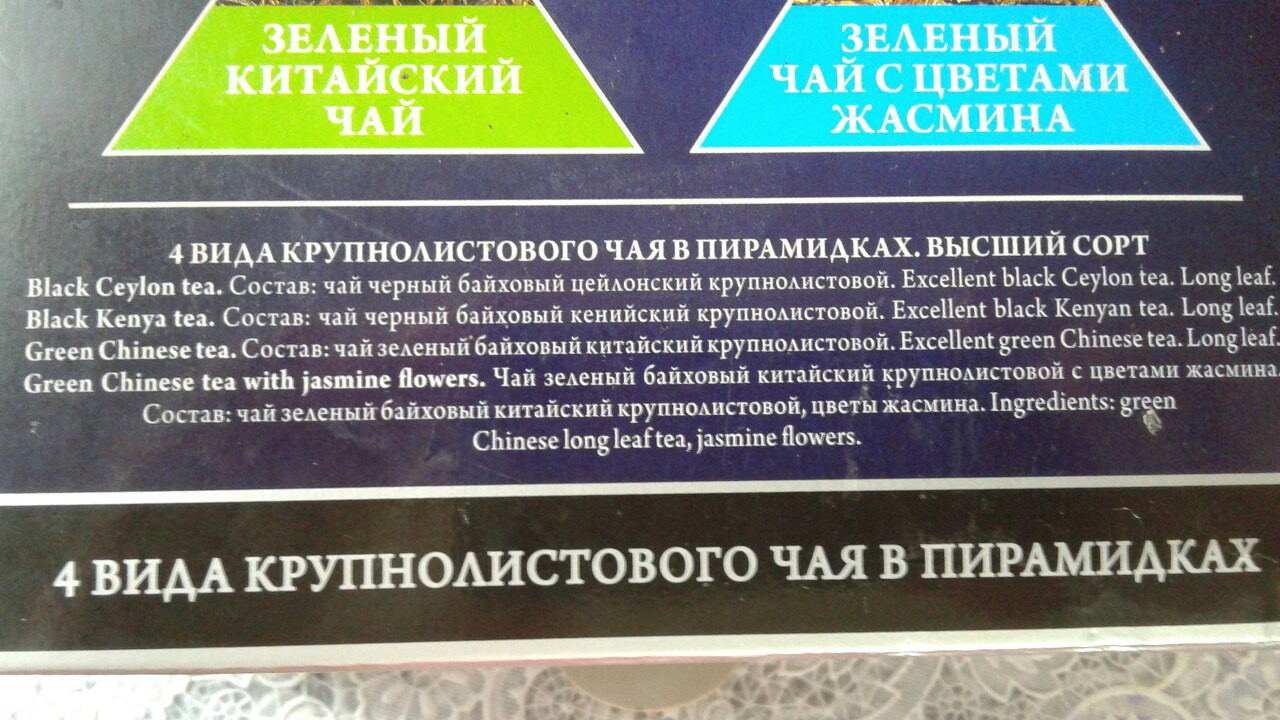 ЗЕЛЕНЫЙ
КИТАЙСКИЙ
ЧАЙ
ЗЕЛЕНЫЙ
ЧАЙ С ЦВЕТАМИ
ЖАСМИНА
4 ВИДА КРУПНОЛИСТОВОГО ЧАЯ В ПИРАМИДКАХ. ВЫСШИЙ СОРТ
Black Ceylon tea. Состав: чай черный байховый цейлонский крупнолистовой. Excellent black Ceylon tea. Long leaf.
Black Kenya tea. Состав: чай черный байховый кенийский крупнолистовой. Excellent black Kenyan tea. Long leaf.
Green Chinese tea. Состав: чай зеленый байховый китайский крупнолистовой. Excellent green Chinese tea. Long leaf.
Green Chinese tea with jasmine flowers. Чай зеленый байховый китайский крупнолистовой с цветами жасмина.
Состав: чай зеленый байховый китайский крупнолистовой, цветы жасмина. Ingredients: green
Chinese long leaf tea, jasmine flowers.
4 ВИДА КРУПНОЛИСТОВОГО ЧАЯ В ПИРАМИДКАХ